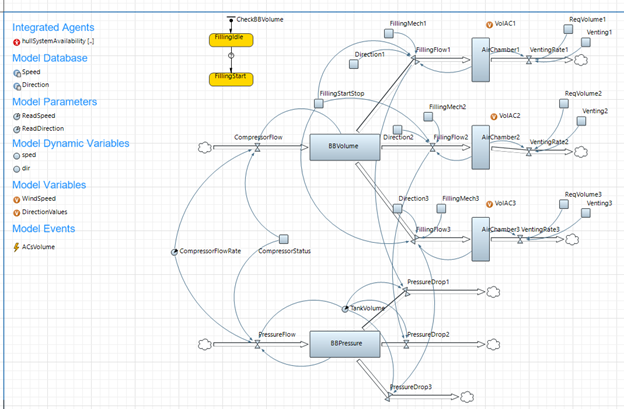 Integrated Agents
hullSystemAvailability [..]
Model Database
Speed
Direction
Model Parameters
ReadSpeed
ReadDirection
Model Dynamic Variables
sped
dir
Model Variables
WindSpeed
DirectionValues
Model Events
ACsVolume
CheckBBVolume
FillingIdle
FillingStart
FillingMech1
VolAC1
ReqVolume1
Venting1
FillingFlow1
AirChamber1
VentingRate1
Direction1
FillingStartStop
FillingMech2
VolAC2
ReqVolume2
Venting2
CompressorFlow
BBVolume
Direction2
FillingFlow2
AirChamber2
VentingRate2
Direction3
FillingMech3
VolAC3
ReqVolume3
Venting3
FillingFlow3
AirChamber3
VentingRate3
CompressorFlowRate
CompressorStatus
PressureDrop1
TankVolume
PressureFlow
BBPressure
PressureDrop2
PressureDrop3